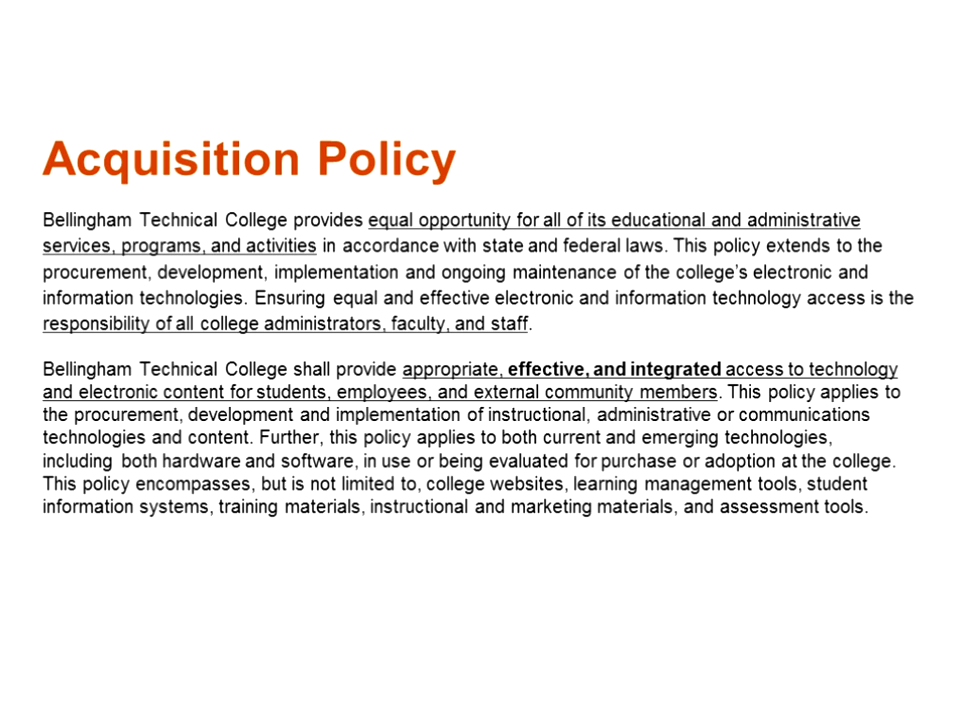 Acquisition Policy
Bellingham Technical College provides equal opportunity for all of its educational and administrative
services, programs, and activities in accordance with state and federal laws. This policy extends to the
procurement, development, implementation and ongoing maintenance of the college's electronic and
information technologies. Ensuring equal and effective electronic and information technology access is the
responsibility of all college administrators, faculty, and staff.
Bellingham Technical College shall provide appropriate, effective, and integrated access to technology
and electronic content for students, employees, and external community members. This policy applies to
the procurement, development and implementation of instructional, administrative or communications
technologies and content. Further, this policy applies to both current and emerging technologies,
including both hardware and software, in use or being evaluated for purchase or adoption at the college.
This policy encompasses, but is not limited to, college websites, learning management tools, student
information systems, training materials, instructional and marketing materials, and assessment tools.